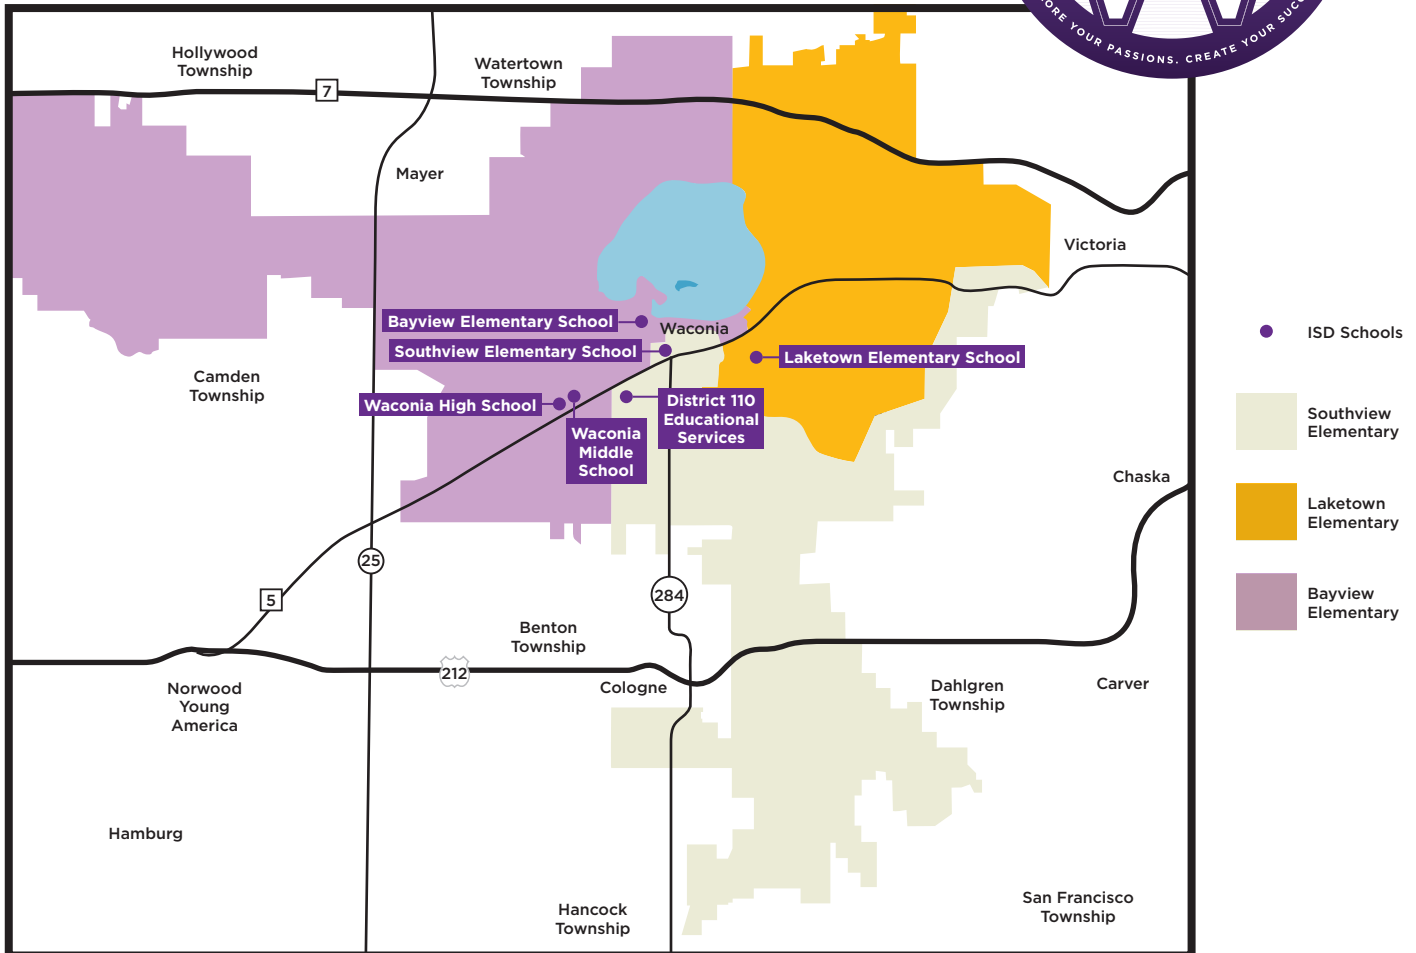 ORE YOUR PASSIONS. CREATE YOUR SUCC
Hollywood
Township
Watertown
Township
7
Mayer
Victoria
Bayview Elementary School
Waconia
Southview Elementary School
Laketown Elementary School
Camden
Township
Waconia High School
District 110
Educational
Services
Waconia
Middle
School
Chaska
25
5
284
Benton
Township
212
Cologne
Norwood
Young
America
Dahlgren
Township
Carver
Hamburg
Hancock
Township
San Francisco
Township
ISD Schools
Southview
Elementary
Laketown
Elementary
Bayview
Elementary